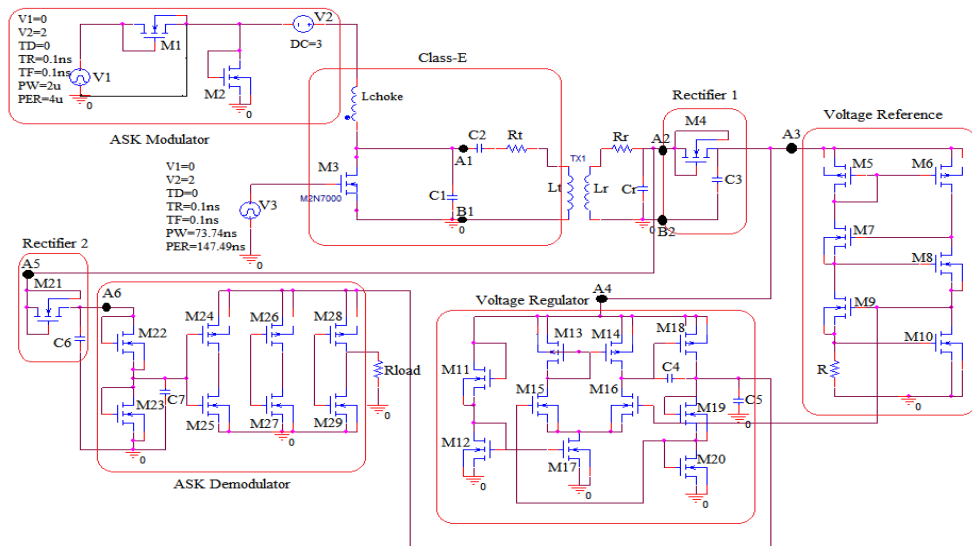 V1=0
V2=2
TD=0
TR=0.1ns
TF=0.1ns
PW=2u
PER=4u
V1
0
M1
M2
0
V2
DC=3
ASK Modulator
Class-E
Lchoke
M3
M2N7000
C2
Rt
A1
C1
B1
0
TX1
Lt
Lr
Rr
Cr
0
V1=0
V2=2
TD=0
TR=0.1ns
TF=0.1ns
PW=73.74ns
PER=147.49ns
V3
0
Rectifier 1
A2
M4
C3
B2
A3
Voltage Reference
M5
M6
M7
M8
M9
M10
R
0
Rectifier 2
A5
M21
C6
A6
M22
M23
C7
0
M24
M25
M26
M27
0
M28
M29
Rload
0
ASK Demodulator
Voltage Regulator
A4
M11
M12
0
M13
M14
M15
M16
M17
0
M18
C4
M19
M20
0
C5
0